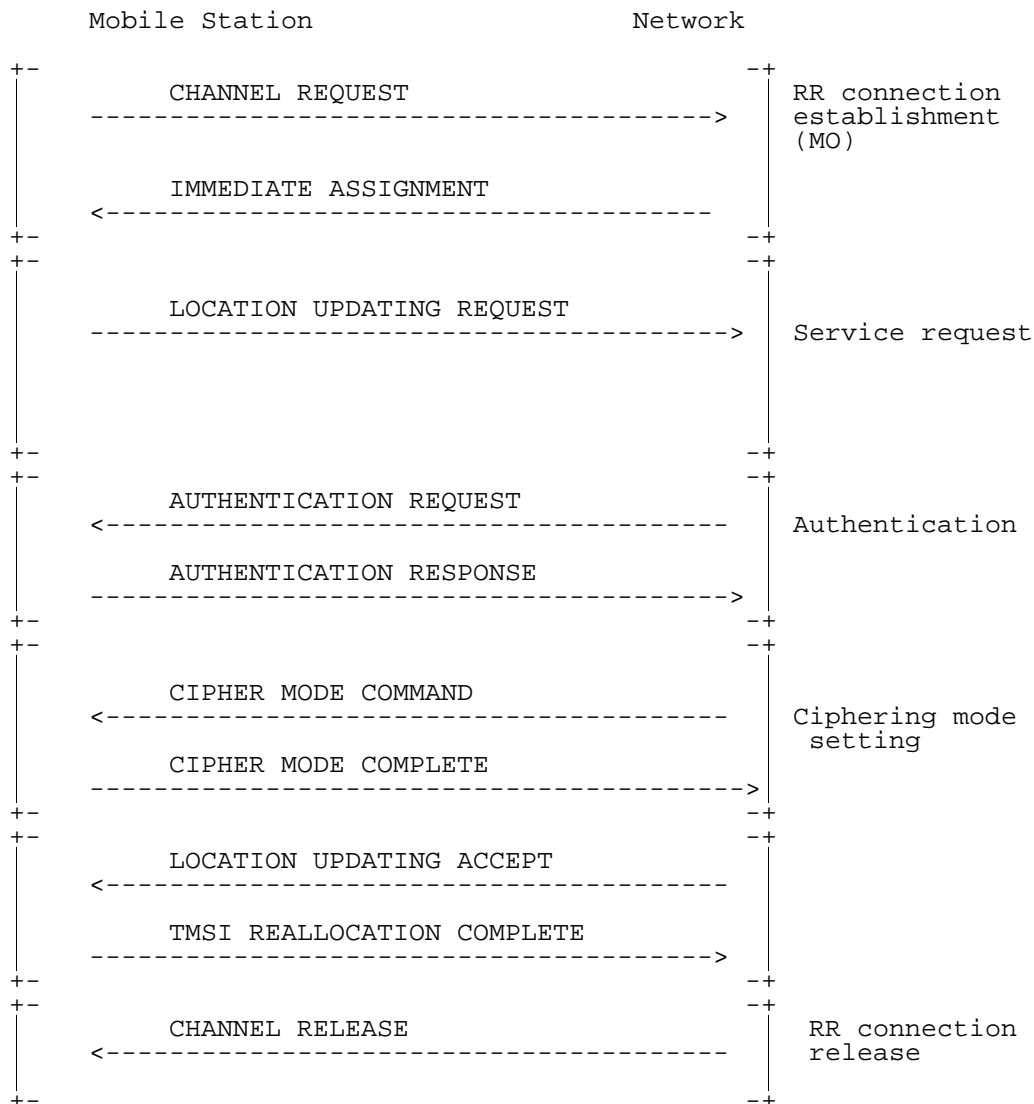 Mobile Station Network
CHANNEL REQUEST
RR connection
establishment
(MO)
IMMEDIATE ASSIGNMENT
LOCATION UPDATING REQUEST
Service request
AUTHENTICATION REQUEST
Authentication
AUTHENTICATION RESPONSE
CIPHER MODE COMMAND
Ciphering mode
setting
CIPHER MODE COMPLETE
LOCATION UPDATING ACCEPT
TMSI REALLOCATION COMPLETE
CHANNEL RELEASE
RR connection
release